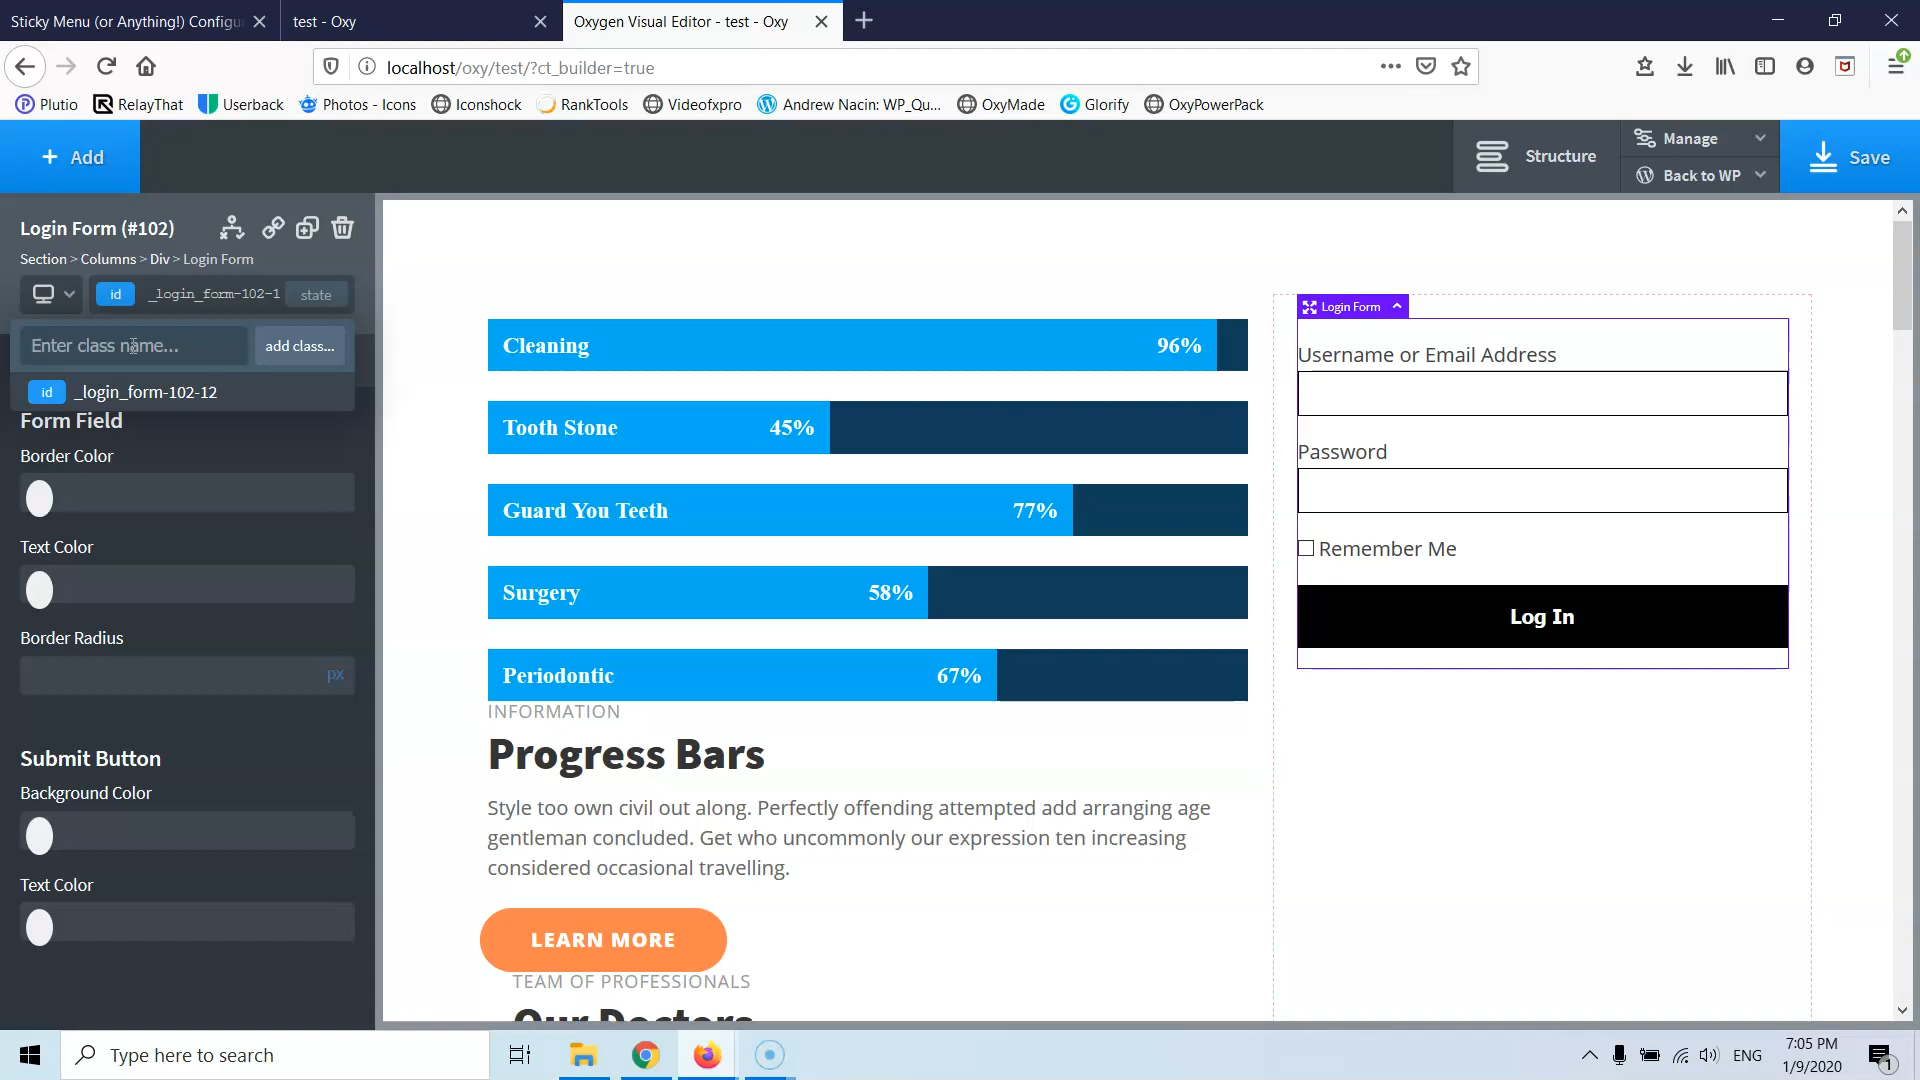 Sticky Menu (or Anything!) Configu
test - Oxy
Oxygen Visual Editor - test - Oxy
localhost/oxy/test/?ct_builder=true
Plutio
RelayThat
Userback
Photos - Icons
Iconshock
RankTools
Videofxpro
Andrew Nacin: WP_Qu...
OxyMade
Glorify
OxyPowerPack
+ Add
Structure
Manage
Back to WP
Save
Login Form (#102)
Section > Columns > Div > Login Form
id
_login_form-102-1
state
Enter class name...
add class...
id
_login_form-102-12
Form Field
Border Color
Text Color
Border Radius
px
Submit Button
Background Color
Text Color
Cleaning 96%
Tooth Stone 45%
Guard You Teeth 77%
Surgery 58%
Periodontic 67%
INFORMATION
Progress Bars
Style too own civil out along. Perfectly offending attempted add arranging age
gentleman concluded. Get who uncommonly our expression ten increasing
considered occasional travelling.
LEARN MORE
TEAM OF PROFESSIONALS
Our Doctors
Login Form
Username or Email Address
Password
Remember Me
Log In
Type here to search
ENG
7:05 PM
1/9/2020
1